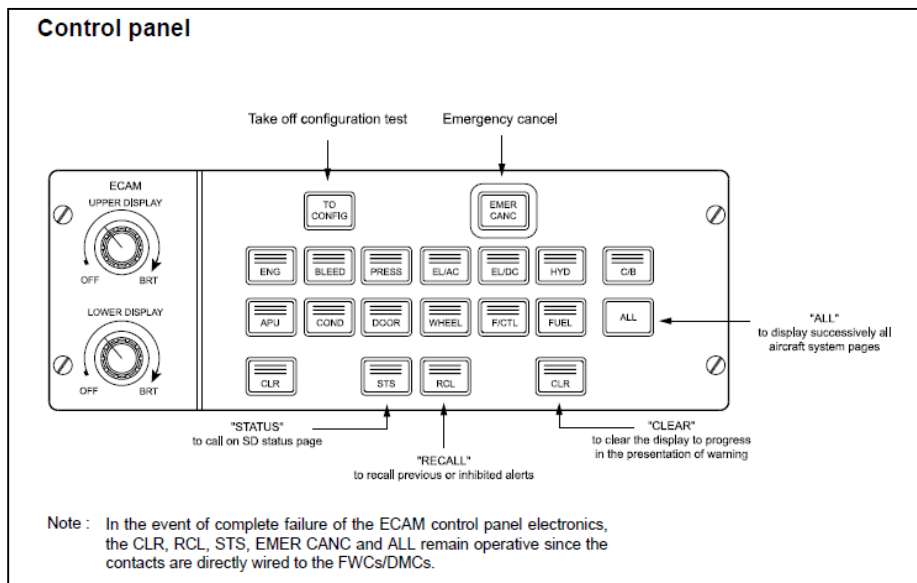 Control panel
Take off configuration test
Emergency cancel
ECAM
UPPER DISPLAY
OFF
BRT
LOWER DISPLAY
OFF
BRT
TO
CONFIG
EMER
CANC
ENG
BLEED
PRESS
EL/AC
EL/DC
HYD
C/B
APU
COND
DOOR
WHEEL
F/CTL
FUEL
ALL
CLR
STS
RCL
CLR
"ALL"
to display successively all
aircraft system pages
"STATUS"
to call on SD status page
"RECALL"
to recall previous or inhibited alerts
"CLEAR"
to clear the display to progress
in the presentation of warning
Note : In the event of complete failure of the ECAM control panel electronics,
the CLR, RCL, STS, EMER CANC and ALL remain operative since the
contacts are directly wired to the FWCs/DMCs.